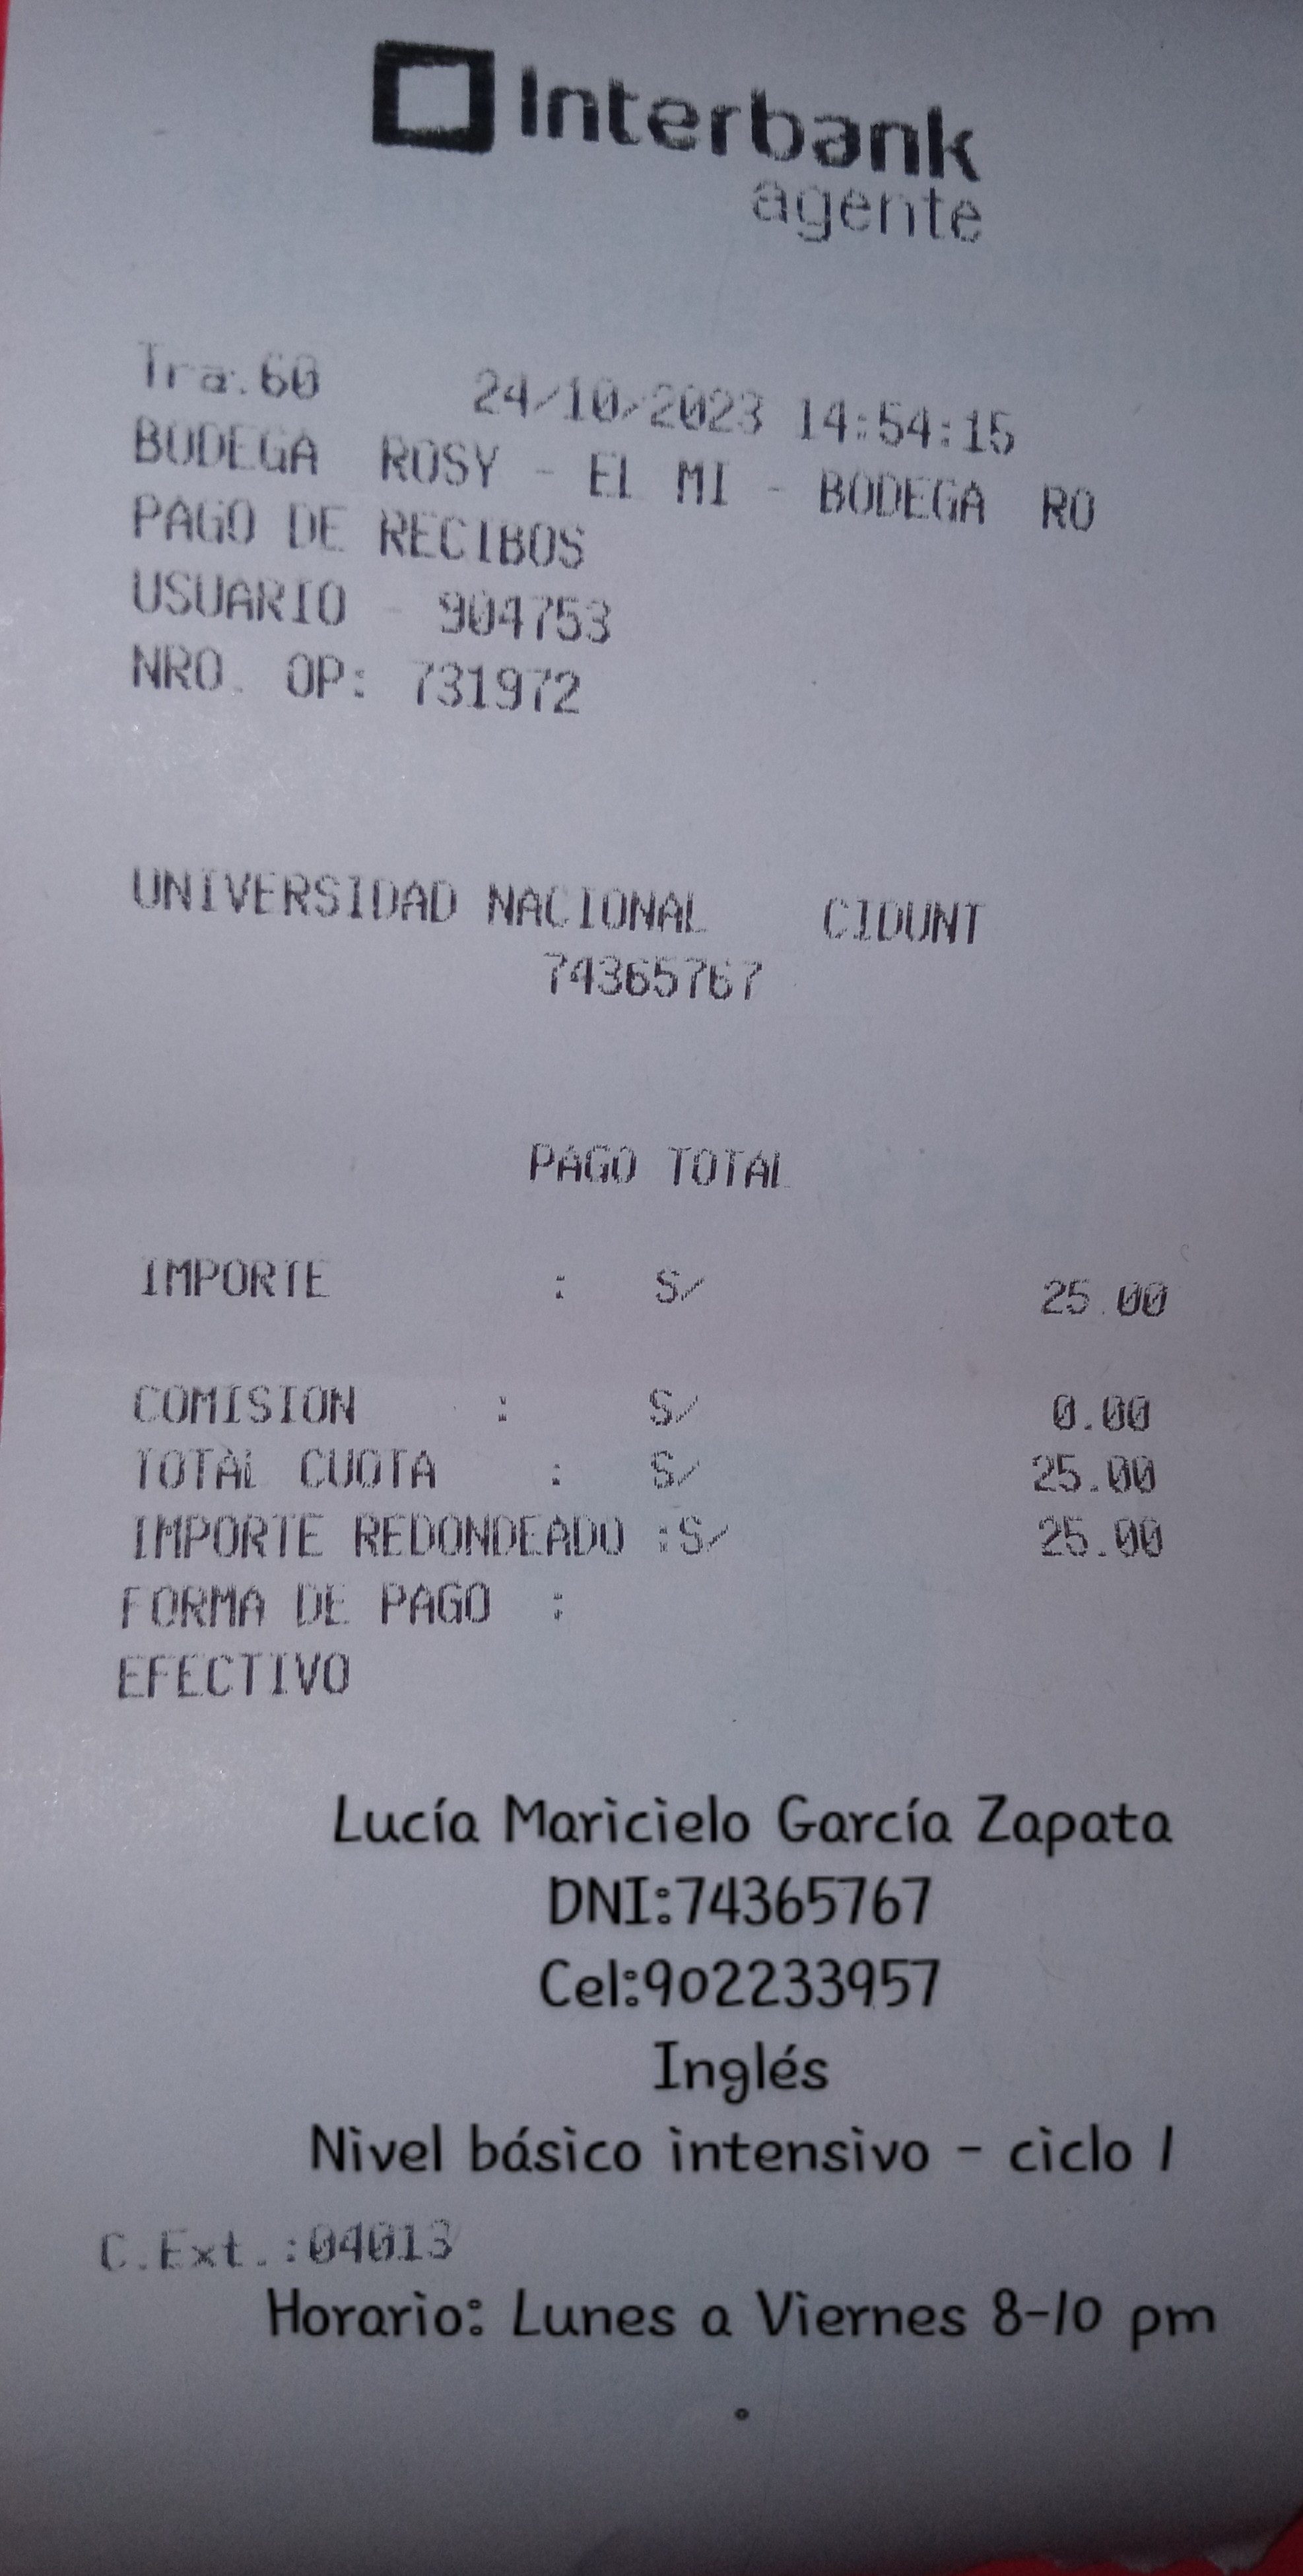 Interbank
agente
Tra.60 24/10/2023 14:54:15
BODEGA ROSY - EL MI - BODEGA RO
PAGO DE RECIBOS
USUARIO - 904753
NRO. OP: 731972
UNIVERSIDAD NACIONAL CIDUNT
74365767
PAGO TOTAL
IMPORTE : S/ 25.00
COMISION : S/ 0.00
TOTAL CUOTA : S/ 25.00
IMPORTE REDONDEADO :S/ 25.00
FORMA DE PAGO :
EFECTIVO
Lucía Maricielo García Zapata
DNI:74365767
Cel:902233957
Inglés
Nivel básico intensivo - ciclo I
C.Ext.:04013
Horario: Lunes a Viernes 8-10 pm
.